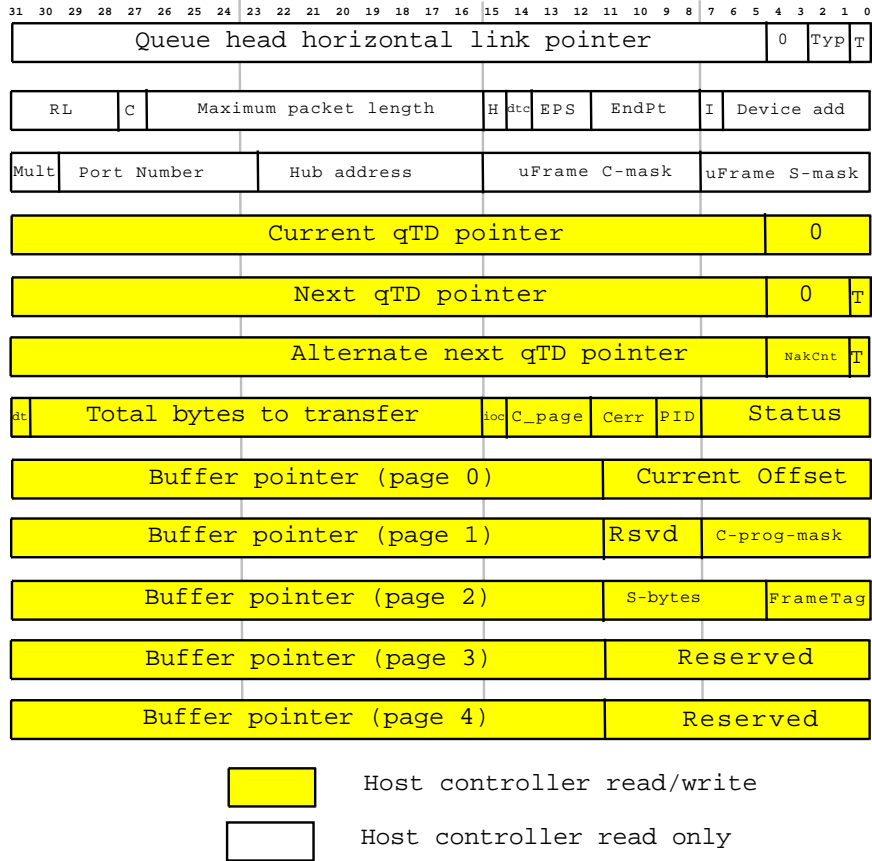 31 30 29 28 27 26 25 24 23 22 21 20 19 18 17 16 15 14 13 12 11 10 9 8 7 6 5 4 3 2 1 0
Queue head horizontal link pointer 0 Typ T
RL C Maximum packet length H dtc EPS EndPt I Device add
Mult Port Number Hub address uFrame C-mask uFrame S-mask
Current qTD pointer 0
Next qTD pointer 0 T
Alternate next qTD pointer NakCnt T
dt Total bytes to transfer ioc C_page Cerr PID Status
Buffer pointer (page 0) Current Offset
Buffer pointer (page 1) Rsvd C-prog-mask
Buffer pointer (page 2) S-bytes FrameTag
Buffer pointer (page 3) Reserved
Buffer pointer (page 4) Reserved
Host controller read/write
Host controller read only